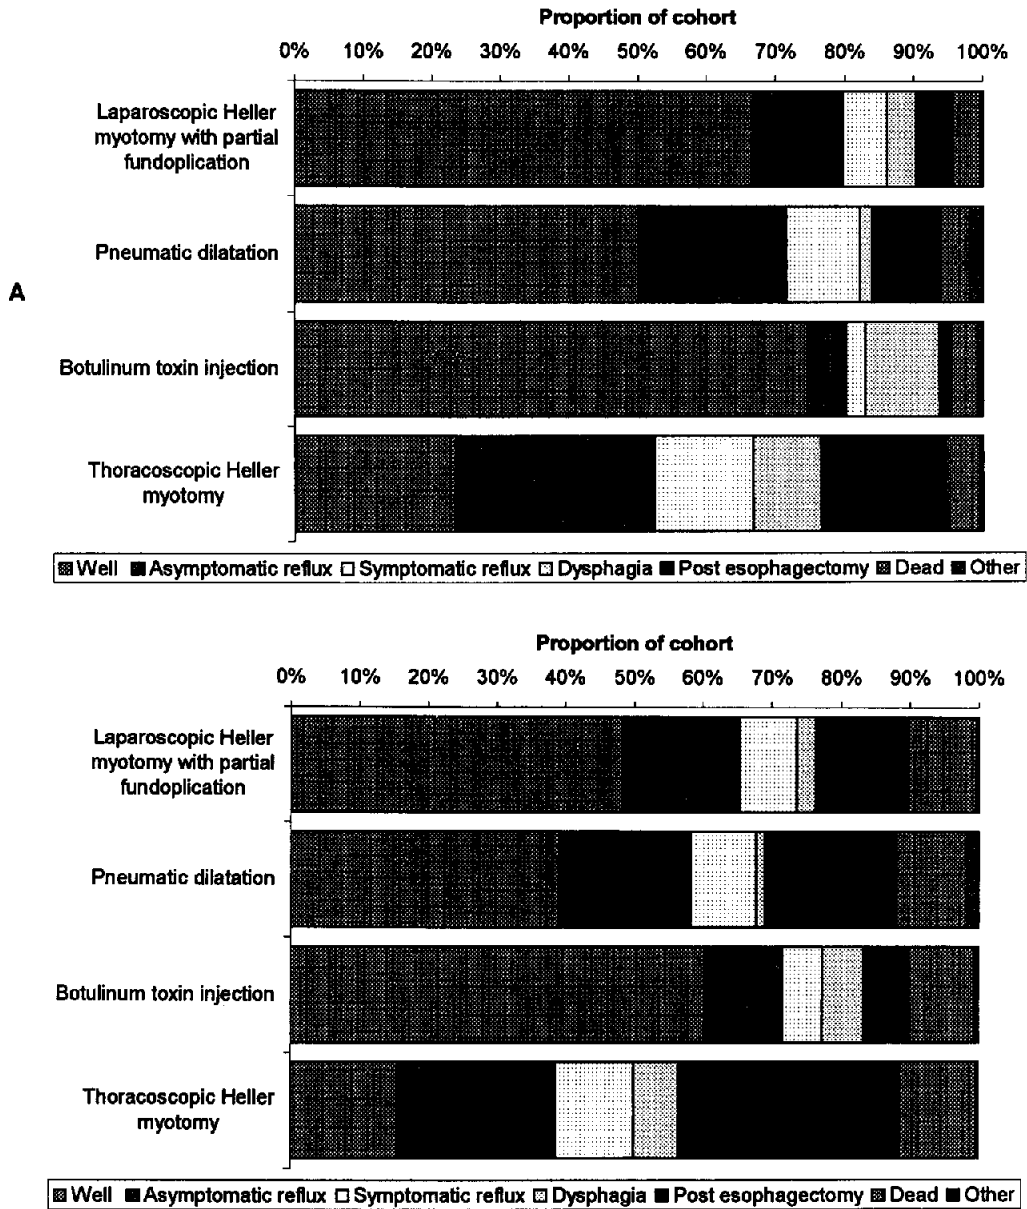 Proportion of cohort
0% 10% 20% 30% 40% 50% 60% 70% 80% 90% 100%
Laparoscopic Heller
myotomy with partial
fundoplication
Pneumatic dilatation
A
Botulinum toxin injection
Thoracoscopic Heller
myotomy
Well Asymptomatic reflux Symptomatic reflux Dysphagia Post esophagectomy Dead Other
Proportion of cohort
0% 10% 20% 30% 40% 50% 60% 70% 80% 90% 100%
Laparoscopic Heller
myotomy with partial
fundoplication
Pneumatic dilatation
Botulinum toxin injection
Thoracoscopic Heller
myotomy
Well Asymptomatic reflux Symptomatic reflux Dysphagia Post esophagectomy Dead Other